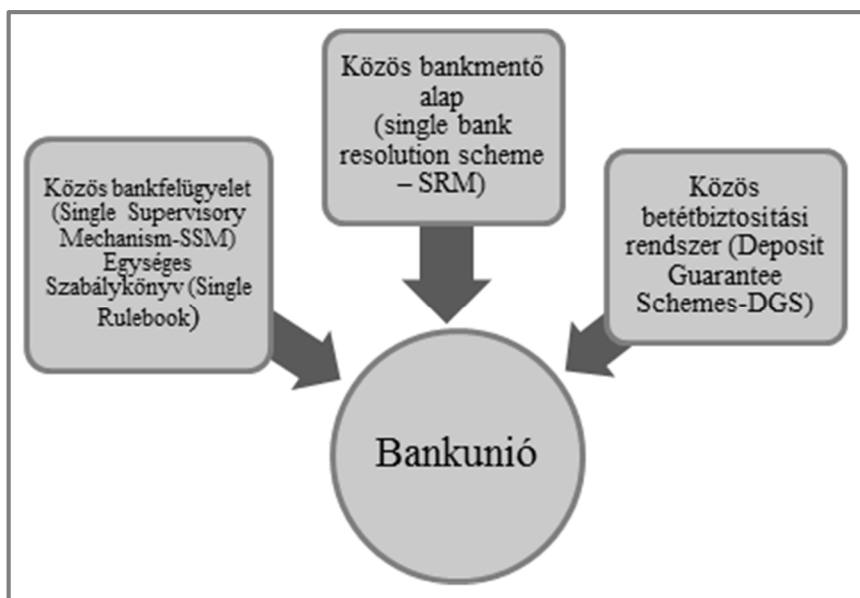 Közös bankmentő
alap
(single bank
resolution scheme
– SRM)
Közös bankfelügyelet
(Single Supervisory
Mechanism-SSM)
Egységes
Szabálykönyv (Single
Rulebook)
Közös
betétbiztosítási
rendszer (Deposit
Guarantee
Schemes-DGS)
Bankunió